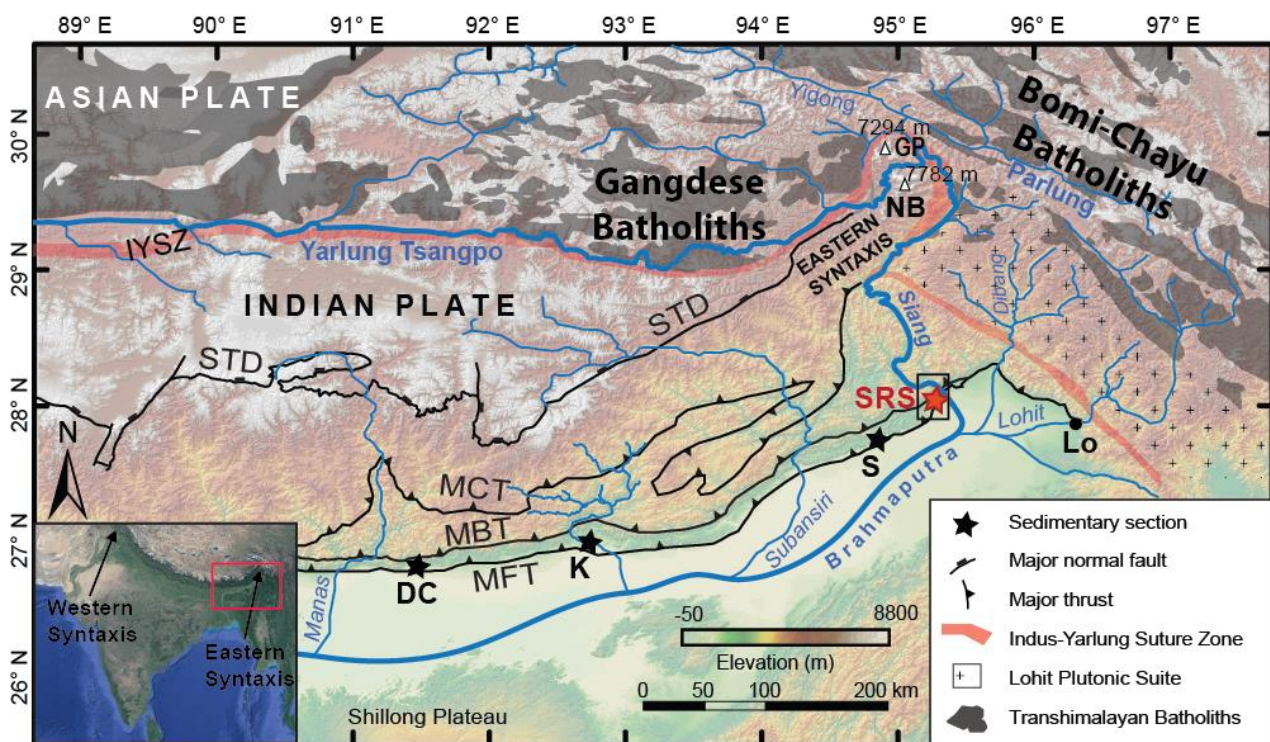 89° E 90° E 91° E 92° E 93° E 94° E 95° E 96° E 97° E
30° N
29° N
28° N
27° N
26° N
ASIAN PLATE
Yigong
Bomi-Chayu
Batholiths
7294 m
GP
7782 m
NB
Parlung
Gangdese
Batholiths
IYSZ
Yarlung Tsangpo
EASTERN
SYNTAXIS
INDIAN PLATE
STD
STD
Siang
Dibang
SRS
Lohit
Lo
N
S
MCT
MBT
MFT
K
DC
Manas
Subansiri
Brahmaputra
Western
Syntaxis
Eastern
Syntaxis
-50 8800
Elevation (m)
0 50 100 200 km
Shillong Plateau
Sedimentary section
Major normal fault
Major thrust
Indus-Yarlung Suture Zone
Lohit Plutonic Suite
Transhimalayan Batholiths